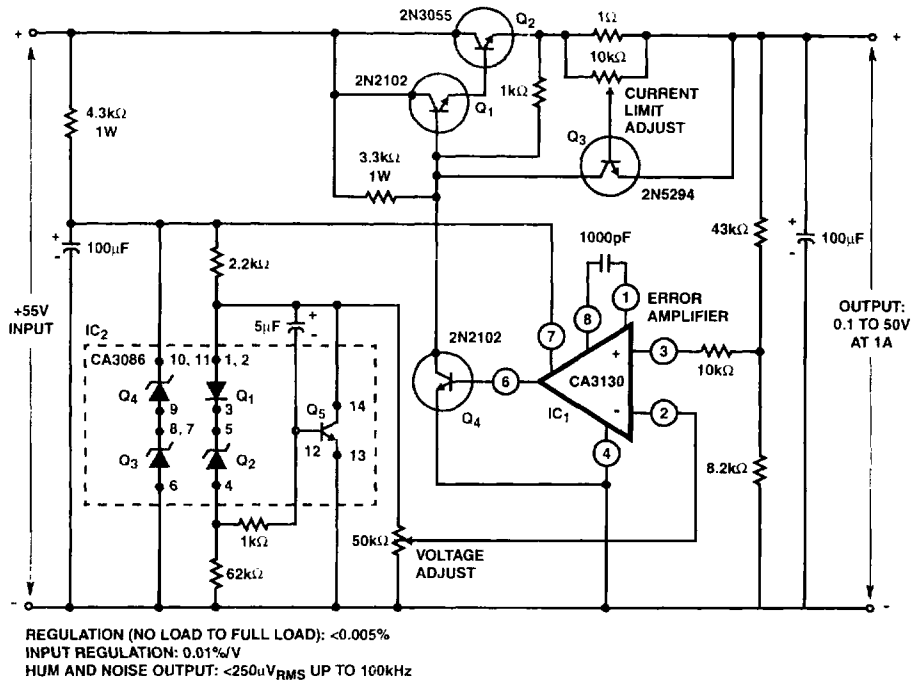 2N3055
Q2
1Ω
10kΩ
+
+
2N2102
Q1
1kΩ
CURRENT
LIMIT
ADJUST
4.3kΩ
1W
Q3
3.3kΩ
1W
2N5294
+
-
100μF
2.2kΩ
1000pF
43kΩ
+
-
100μF
+55V
INPUT
5μF
+
-
8
1
ERROR
AMPLIFIER
OUTPUT:
0.1 TO 50V
AT 1A
IC2
2N2102
7
CA3086
10, 11
1, 2
+
3
10kΩ
Q4
Q1
6
CA3130
9
3
Q5
14
Q4
IC1
-
2
8, 7
5
12
13
4
Q3
Q2
6
4
8.2kΩ
1kΩ
50kΩ
VOLTAGE
ADJUST
62kΩ
-
-
REGULATION (NO LOAD TO FULL LOAD): <0.005%
INPUT REGULATION: 0.01%/V
HUM AND NOISE OUTPUT: <250μVRMS UP TO 100kHz